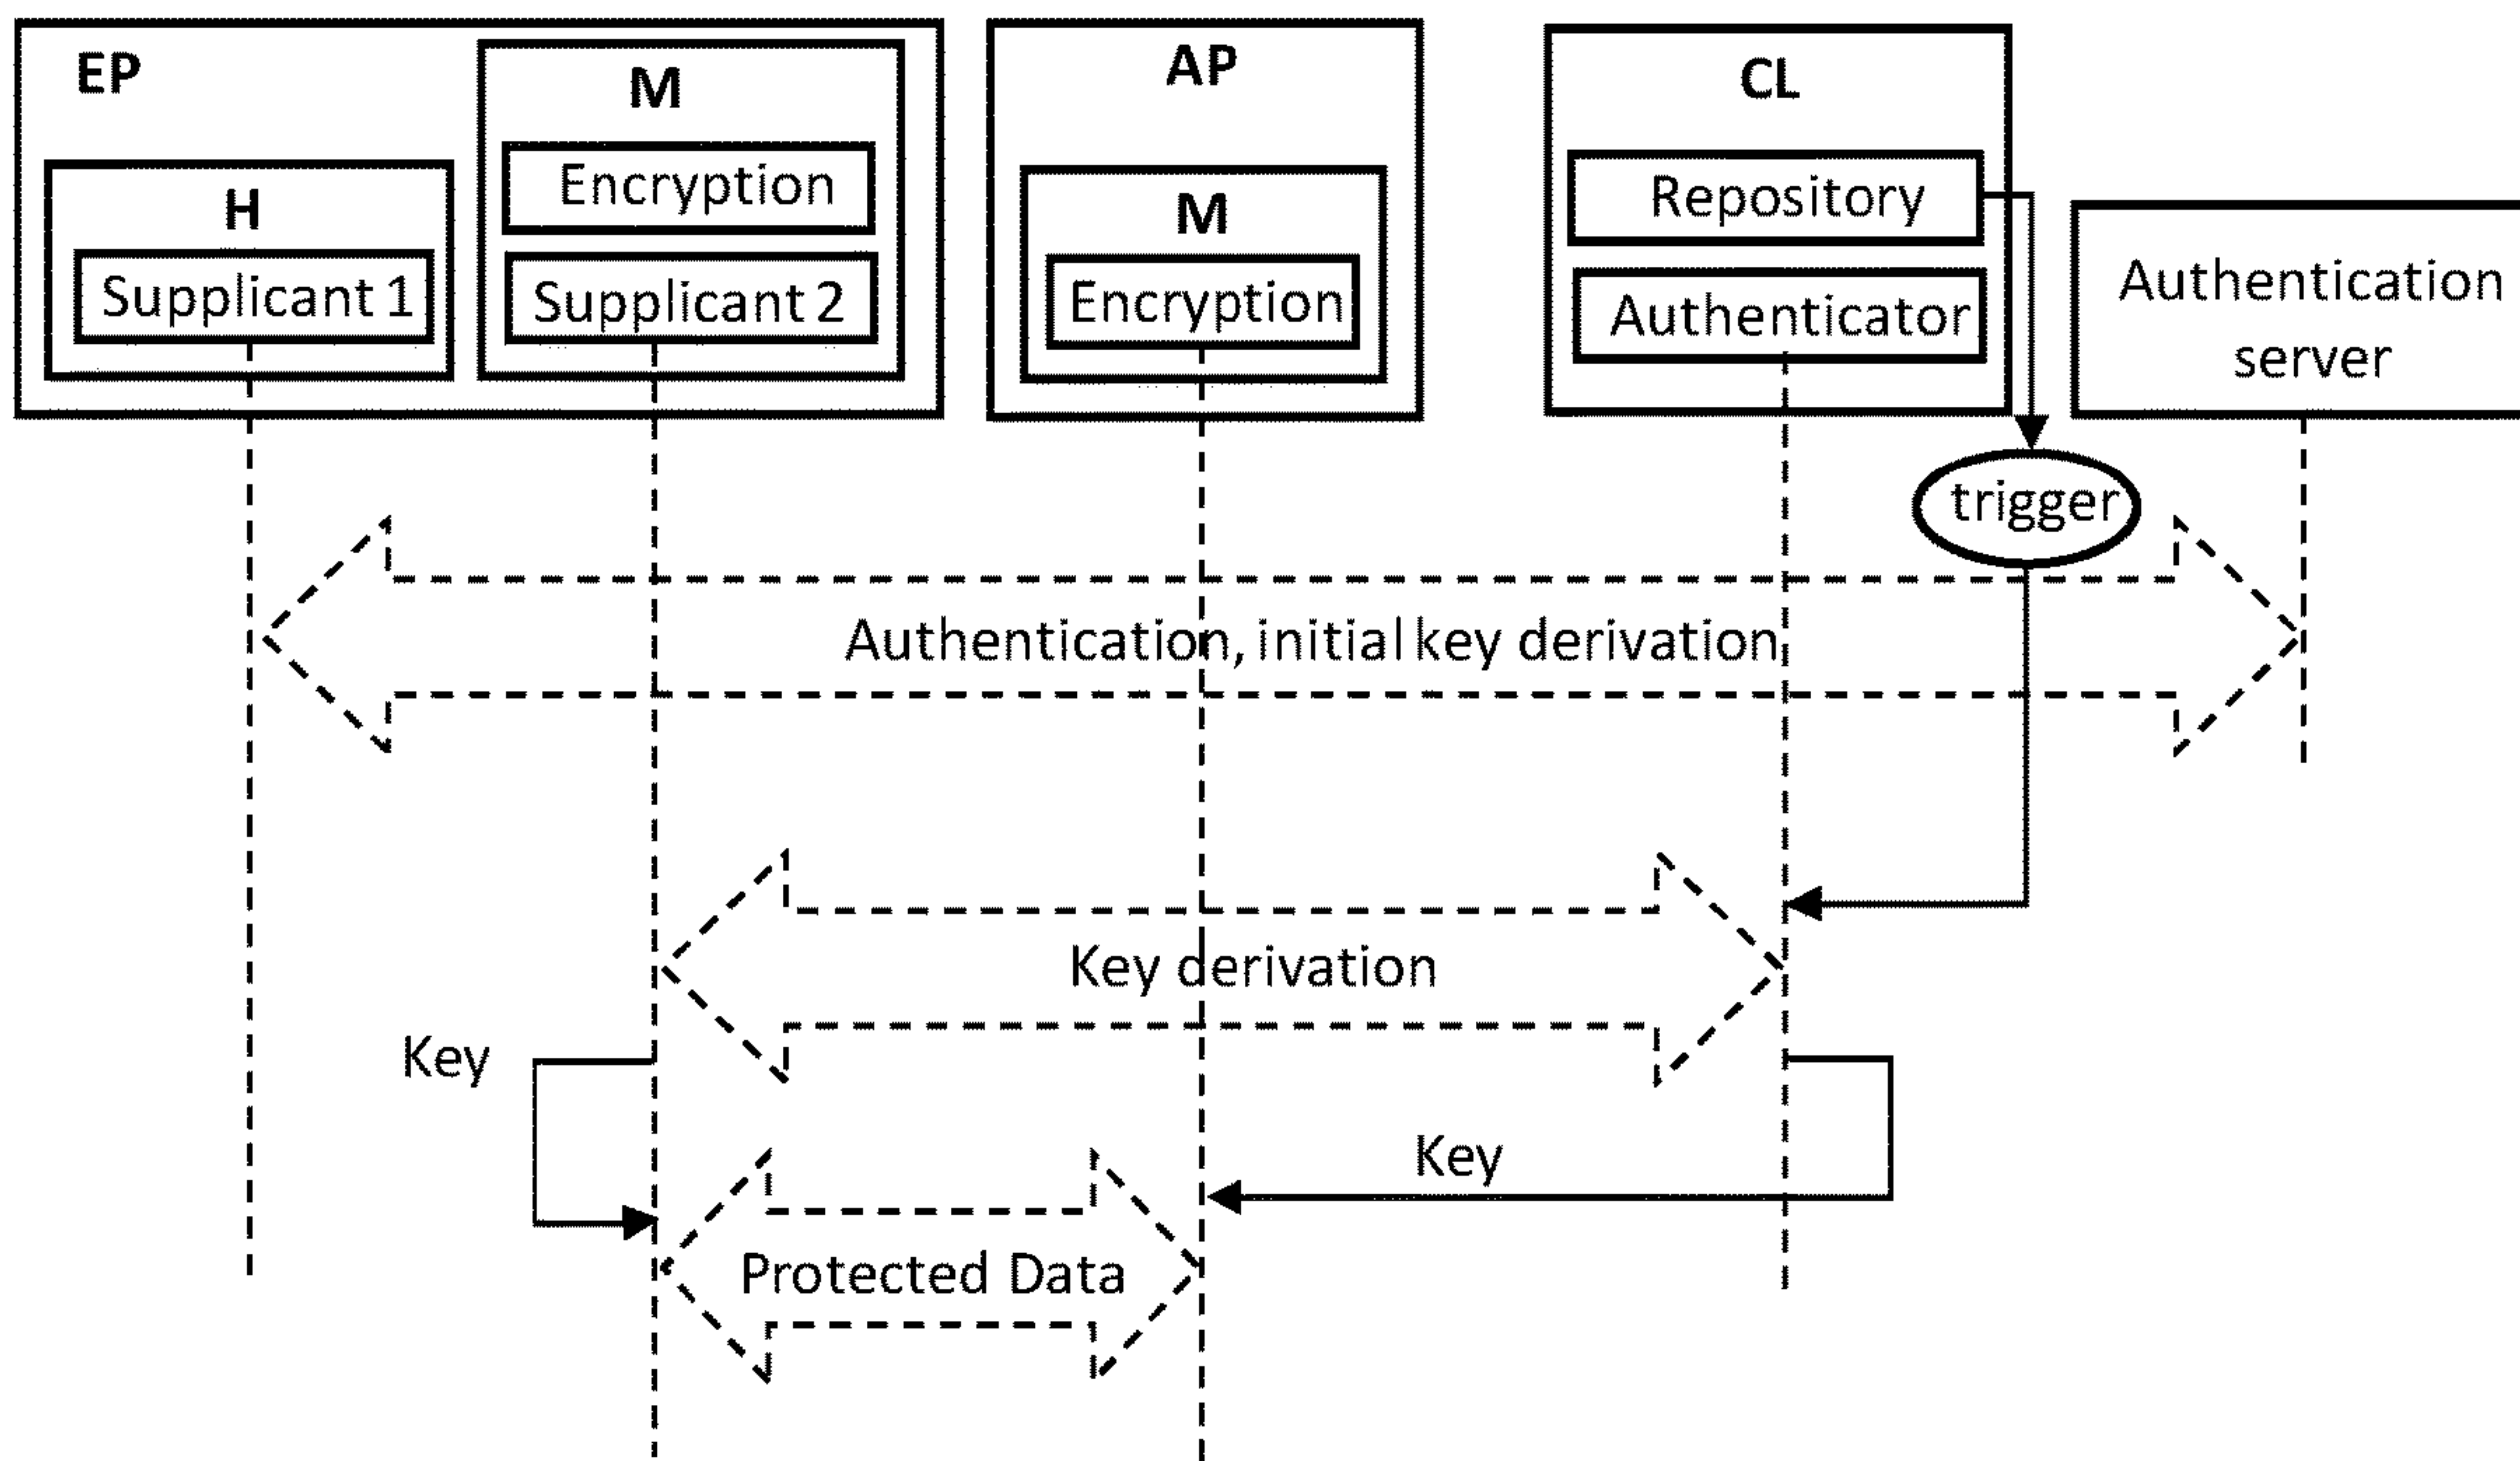 EP
M
Encryption
H
Supplicant 1
Supplicant 2
AP
M
Encryption
CL
Repository
Authenticator
Authentication
server
trigger
Authentication, initial key derivation
Key derivation
Key
Key
Protected Data